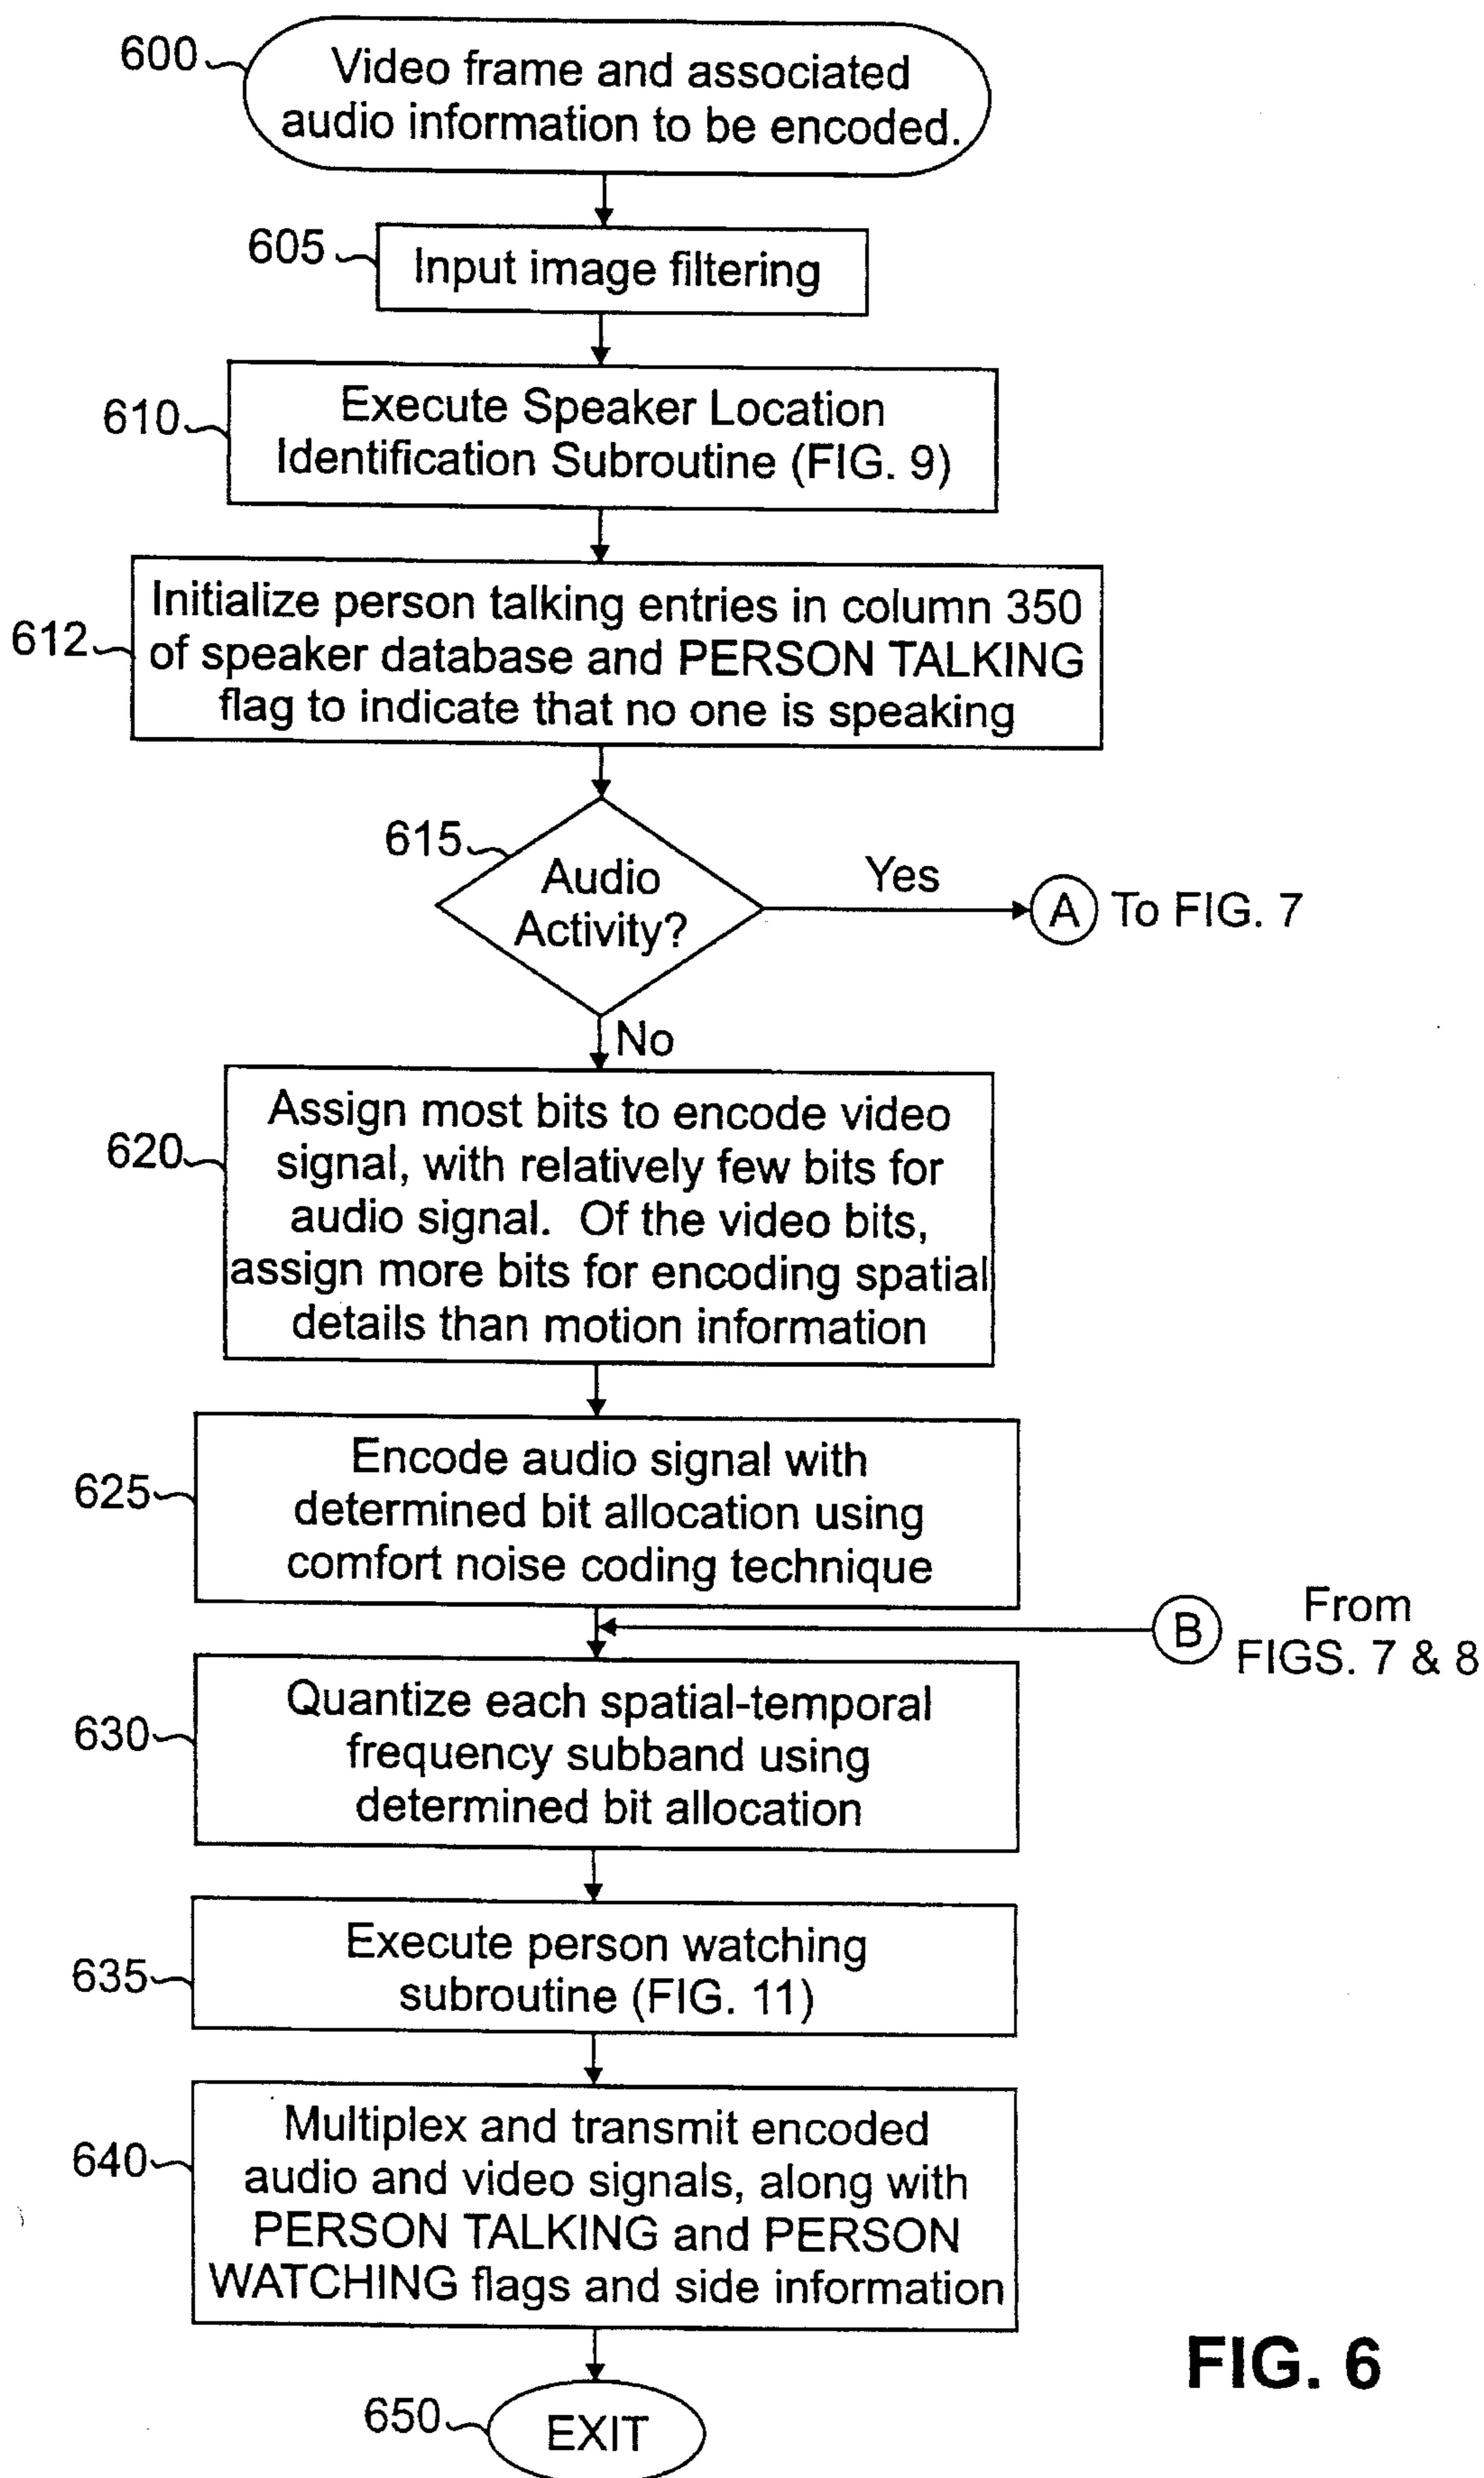 600
Video frame and associated
audio information to be encoded.
605
Input image filtering
610
Execute Speaker Location
Identification Subroutine (FIG. 9)
612
Initialize person talking entries in column 350
of speaker database and PERSON TALKING
flag to indicate that no one is speaking
615
Audio
Activity?
Yes
A To FIG. 7
No
620
Assign most bits to encode video
signal, with relatively few bits for
audio signal. Of the video bits,
assign more bits for encoding spatial
details than motion information
625
Encode audio signal with
determined bit allocation using
comfort noise coding technique
B
From
FIGS. 7 & 8
630
Quantize each spatial-temporal
frequency subband using
determined bit allocation
635
Execute person watching
subroutine (FIG. 11)
640
Multiplex and transmit encoded
audio and video signals, along with
PERSON TALKING and PERSON
WATCHING flags and side information
650
EXIT
FIG. 6